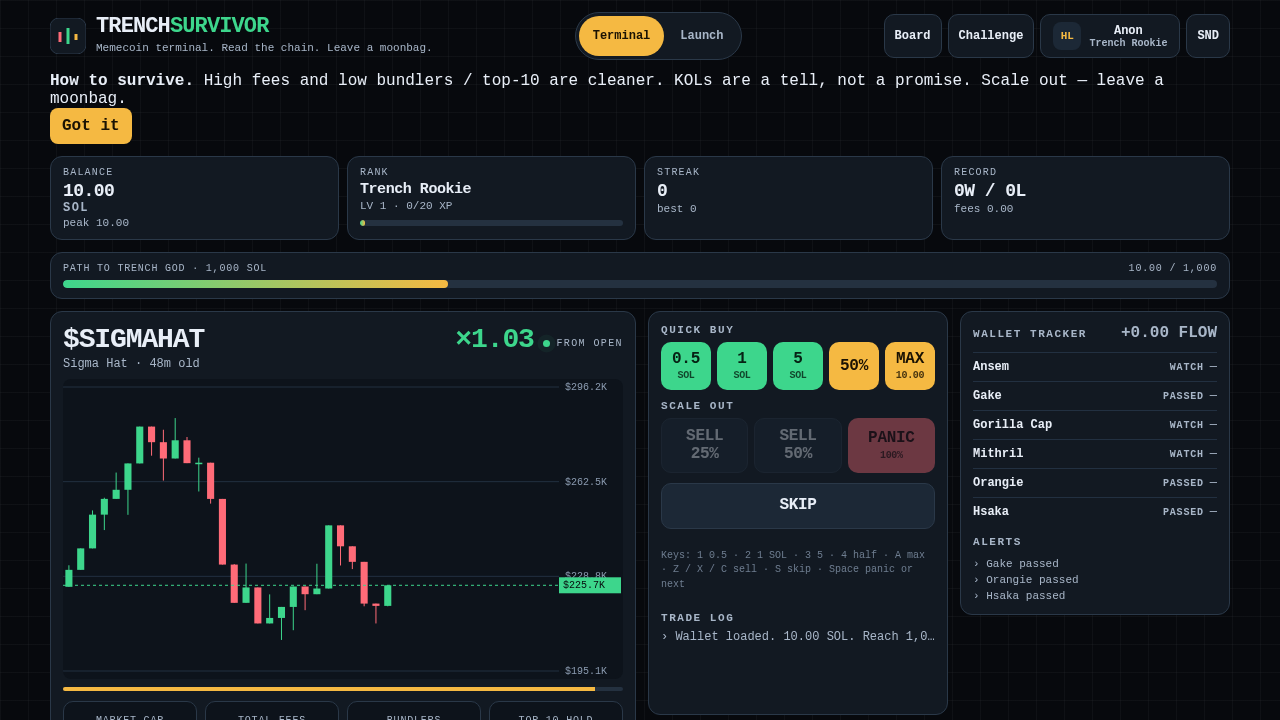 TRENCHSURVIVOR
Memecoin terminal. Read the chain. Leave a moonbag.
Terminal
Launch
Board
Challenge
HL
Anon
Trench Rookie
SND
How to survive. High fees and low bundlers / top-10 are cleaner. KOLs are a tell, not a promise. Scale out — leave a
moonbag.
Got it
BALANCE
10.00
SOL
peak 10.00
RANK
Trench Rookie
LV 1 · 0/20 XP
STREAK
0
best 0
RECORD
0W / 0L
fees 0.00
PATH TO TRENCH GOD · 1,000 SOL
10.00 / 1,000
$SIGMAHAT
Sigma Hat · 48m old
×1.03
FROM OPEN
$296.2K
$262.5K
$228.8K
$225.7K
$195.1K
MARKET CAP
TOTAL FEES
BUNDLERS
TOP 10 HOLD
QUICK BUY
0.5
SOL
1
SOL
5
SOL
50%
MAX
10.00
SCALE OUT
SELL
25%
SELL
50%
PANIC
100%
SKIP
Keys: 1 0.5 · 2 1 SOL · 3 5 · 4 half · A max
· Z / X / C sell · S skip · Space panic or
next
TRADE LOG
› Wallet loaded. 10.00 SOL. Reach 1,0…
WALLET TRACKER
+0.00 FLOW
Ansem WATCH —
Gake PASSED —
Gorilla Cap WATCH —
Mithril WATCH —
Orangie PASSED —
Hsaka PASSED —
ALERTS
› Gake passed
› Orangie passed
› Hsaka passed